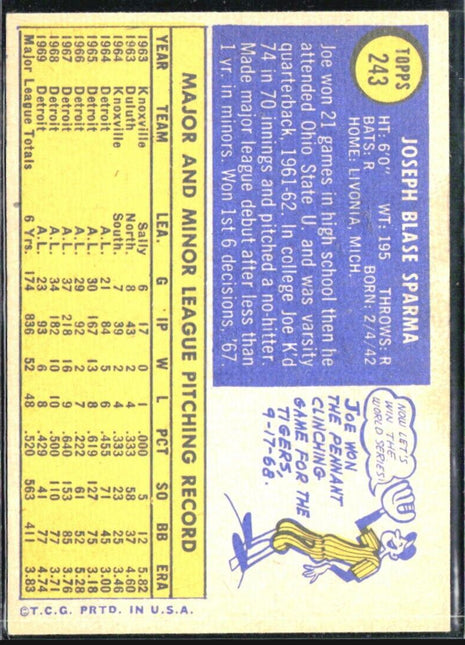 TOPPS
243
JOSEPH BLASE SPARMA
HT: 6'0" WT: 195 THROWS: R
BATS: R BORN: 2/4/42
HOME: LIVONIA, MICH.
Joe won 21 games in high school then he
attended Ohio State U. and was varsity
quarterback, 1961-62. In college Joe K'd
74 in 70 innings and pitched a no-hitter.
Made major league debut after less than
1 yr. in minors. Won 1st 6 decisions, '67.
NOW LET'S
WIN THE
WORLD SERIES!
JOE WON
THE PENNANT
CLINCHING
GAME FOR THE
TIGERS,
9-17-68.
MAJOR AND MINOR LEAGUE PITCHING RECORD
YEAR TEAM LEA. G IP W L PCT SO BB ERA
1963 Knoxville Sally 6 17 0 1 .000 5 12 5.82
1963 Duluth North. 8 43 2 4 .333 58 37 4.60
1964 Knoxville South. 7 39 2 4 .333 23 25 3.46
1964 Detroit A.L. 21 84 5 6 .455 71 45 3.00
1965 Detroit A.L. 30 167 13 8 .619 127 75 3.18
1966 Detroit A.L. 29 92 2 7 .222 61 52 5.28
1967 Detroit A.L. 37 218 16 9 .640 153 85 3.76
1968 Detroit A.L. 34 182 10 10 .500 110 77 3.71
1969 Detroit A.L. 23 93 6 8 .429 41 77 4.74
Major League Totals 6 Yrs. 174 836 52 48 .520 563 411 3.83
©T.C.G. PRTD. IN U.S.A.